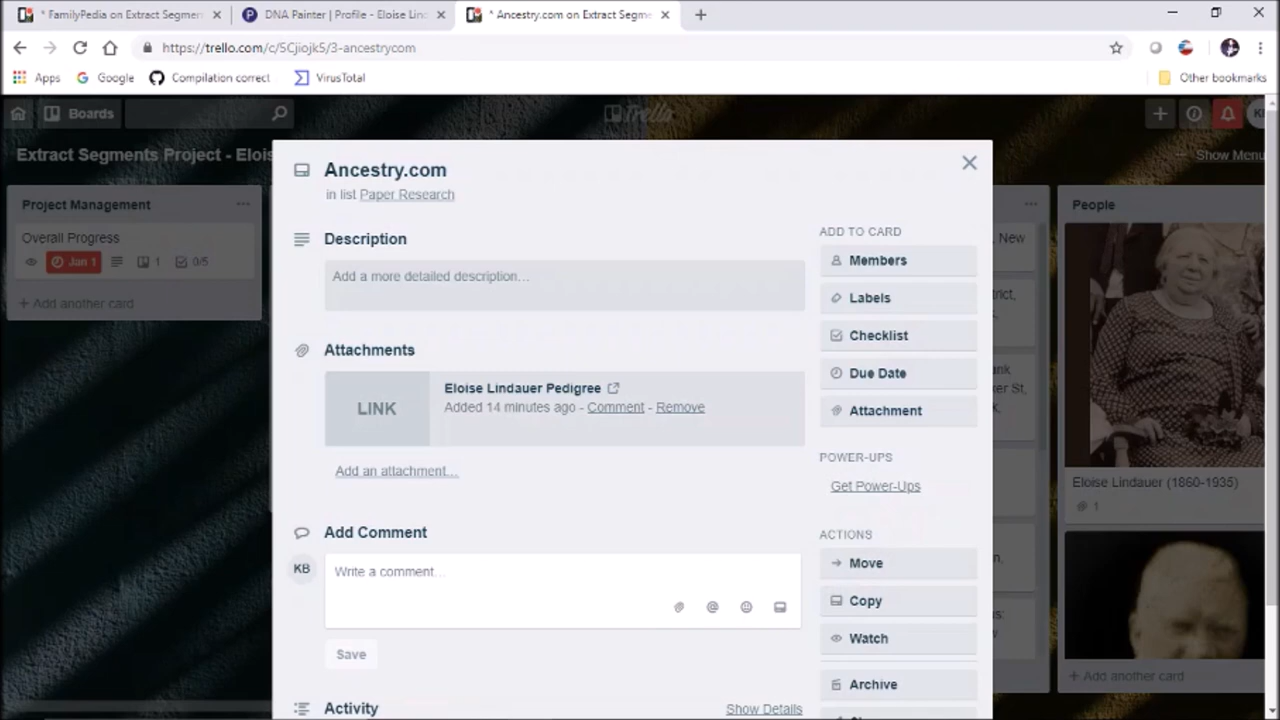 * FamilyPedia on Extract Segmen
DNA Painter | Profile - Eloise Lind
* Ancestry.com on Extract Segme
https://trello.com/c/5Cjiojk5/3-ancestrycom
Apps
Google
Compilation correct
VirusTotal
Other bookmarks
Boards
Trello
Extract Segments Project - Elois
Show Menu
Project Management
Overall Progress
Jan 1
1
0/5
+ Add another card
Ancestry.com
in list Paper Research
Description
Add a more detailed description…
Attachments
LINK
Eloise Lindauer Pedigree
Added 14 minutes ago - Comment - Remove
Add an attachment…
Add Comment
KB
Write a comment…
Save
Activity
Show Details
ADD TO CARD
Members
Labels
Checklist
Due Date
Attachment
POWER-UPS
Get Power-Ups
ACTIONS
Move
Copy
Watch
Archive
New
People
Eloise Lindauer (1860-1935)
1
+ Add another card